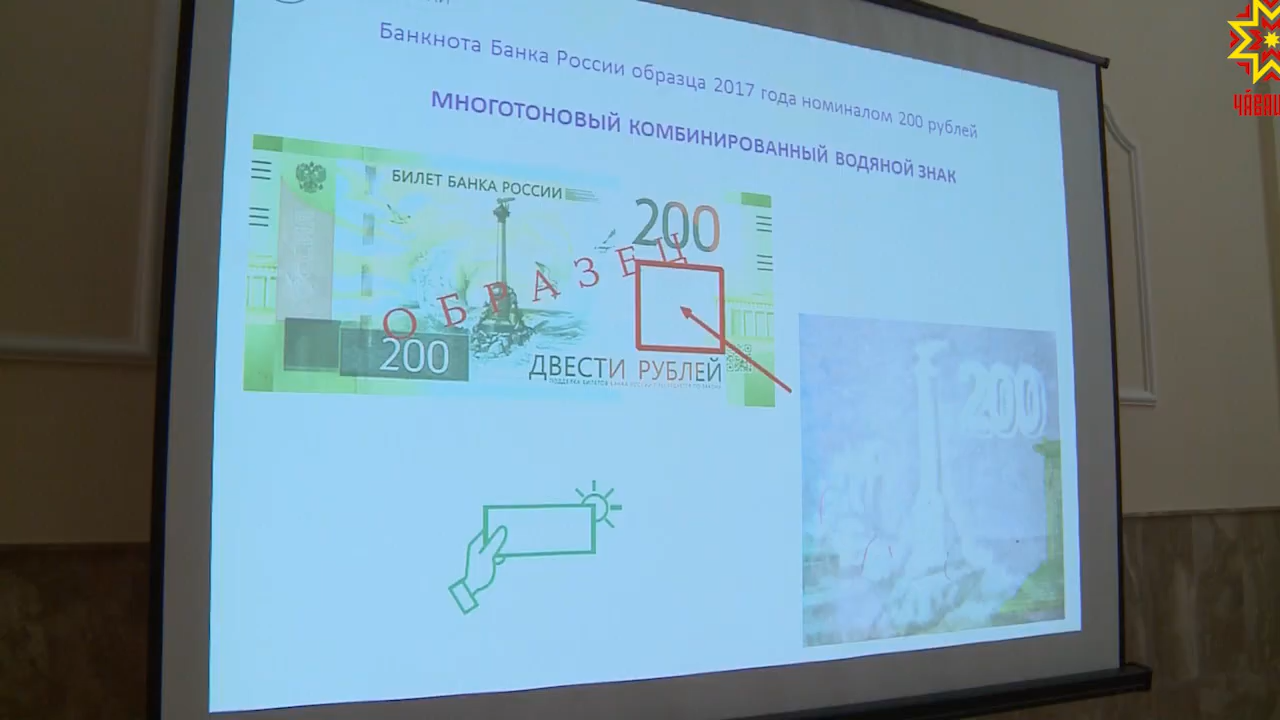 Банкнота Банка России образца 2017 года номиналом 200 рублей
МНОГОТОНОВЫЙ КОМБИНИРОВАННЫЙ ВОДЯНОЙ ЗНАК
БИЛЕТ БАНКА РОССИИ
200
ОБРАЗЕЦ
200
ДВЕСТИ РУБЛЕЙ
200